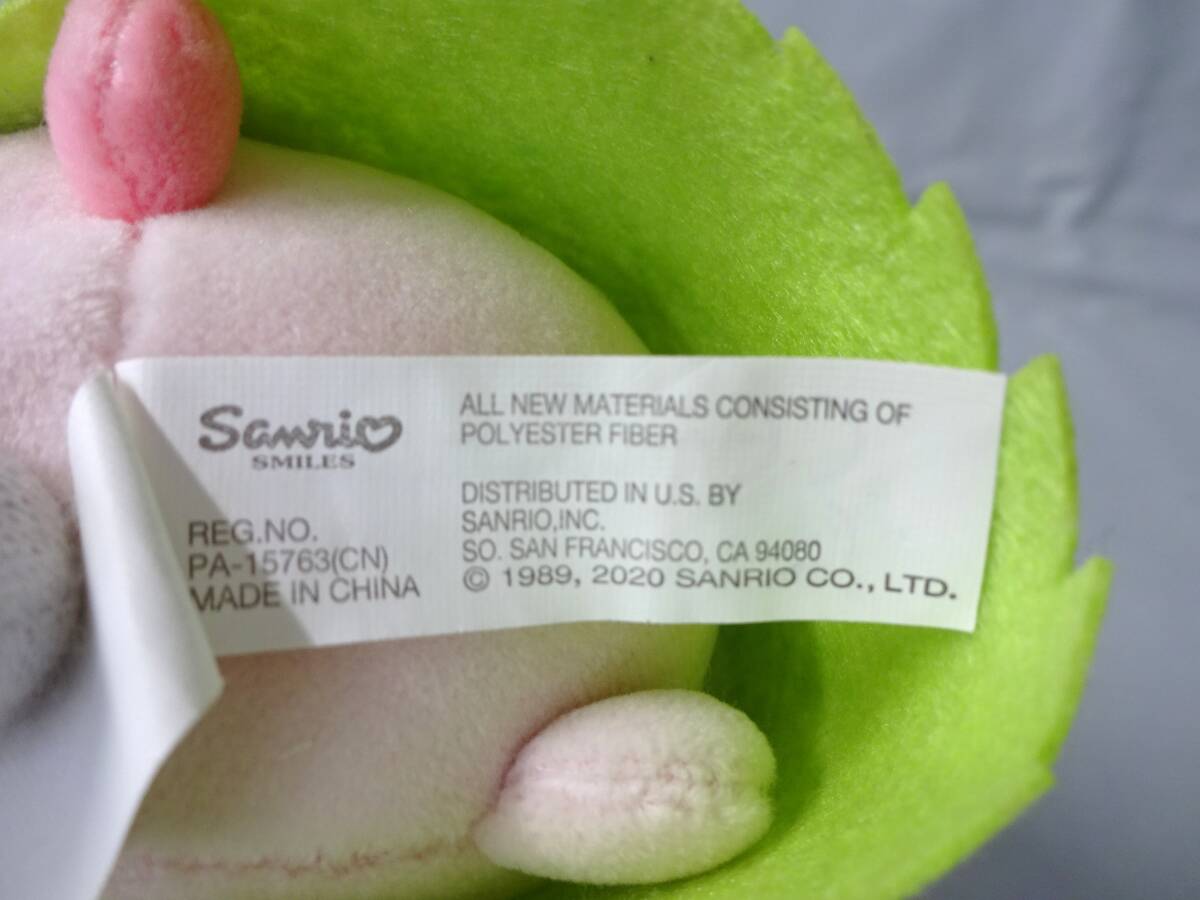 Sanrio
SMILES
REG.NO.
PA-15763(CN)
MADE IN CHINA
ALL NEW MATERIALS CONSISTING OF
POLYESTER FIBER
DISTRIBUTED IN U.S. BY
SANRIO,INC.
SO. SAN FRANCISCO, CA 94080
© 1989, 2020 SANRIO CO., LTD.